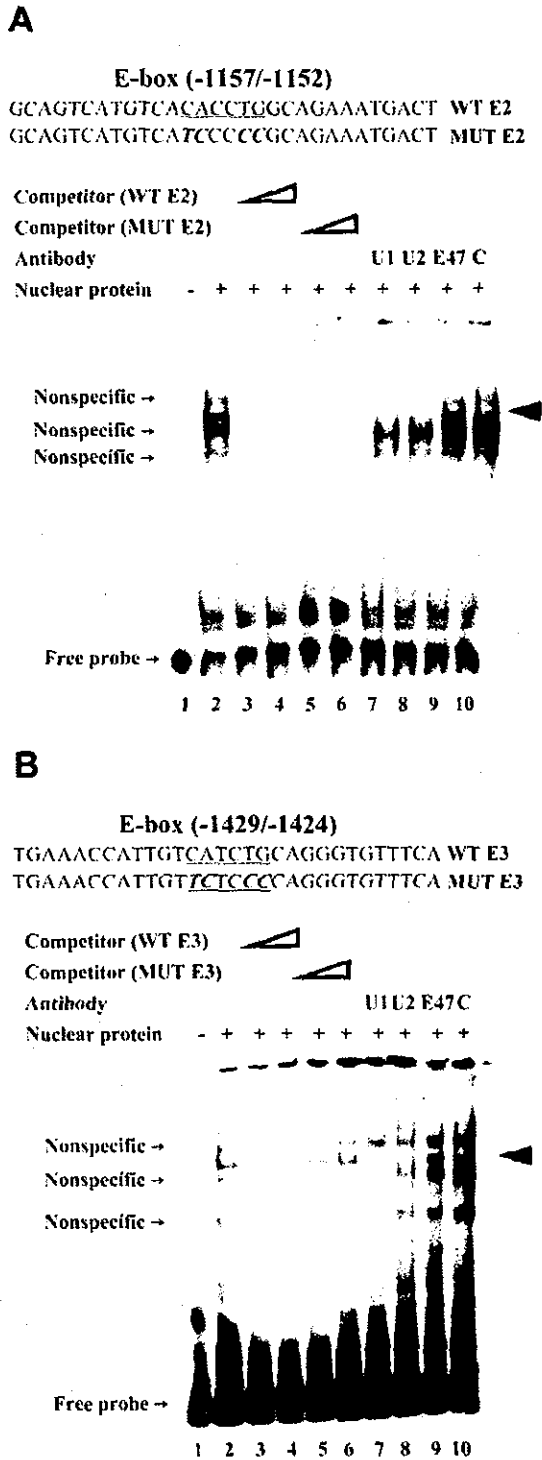 A
E-box (-1157/-1152)
GCAGTCATGTCACACCTGGCAGAAATGACT WT E2
GCAGTCATGTCATCCCCCGCAGAAATGACT MUT E2
Competitor (WT E2)
Competitor (MUT E2)
Antibody U1 U2 E47 C
Nuclear protein - + + + + + + + + +
Nonspecific →
Nonspecific →
Nonspecific →
Free probe →
1 2 3 4 5 6 7 8 9 10
B
E-box (-1429/-1424)
TGAAACCATTGTCATCTGCAGGGTGTTTCA WT E3
TGAAACCATTGTTCTCCCCAGGGTGTTTCA MUT E3
Competitor (WT E3)
Competitor (MUT E3)
Antibody U1 U2 E47 C
Nuclear protein - + + + + + + + + +
Nonspecific →
Nonspecific →
Nonspecific →
Free probe →
1 2 3 4 5 6 7 8 9 10